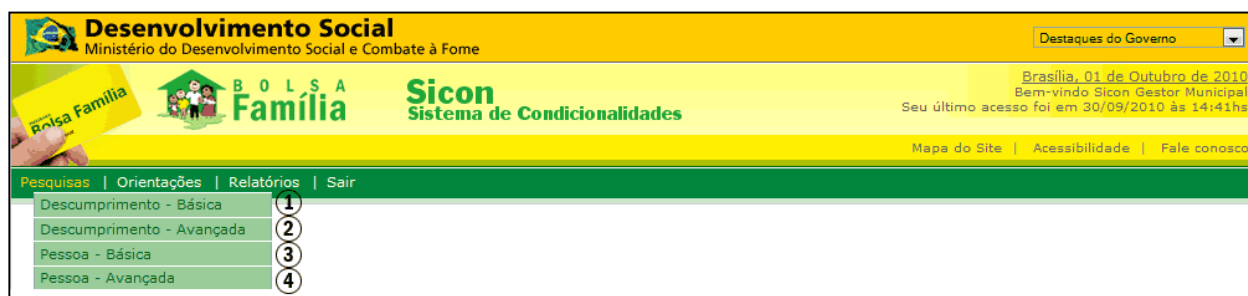 Desenvolvimento Social
Ministério do Desenvolvimento Social e Combate à Fome
Destaques do Governo
Bolsa Família
BOLSA
Família
Sicon
Sistema de Condicionalidades
Brasília, 01 de Outubro de 2010
Bem-vindo Sicon Gestor Municipal
Seu último acesso foi em 30/09/2010 às 14:41hs
Mapa do Site | Acessibilidade | Fale conosco
Pesquisas | Orientações | Relatórios | Sair
Descumprimento - Básica 1
Descumprimento - Avançada 2
Pessoa - Básica 3
Pessoa - Avançada 4